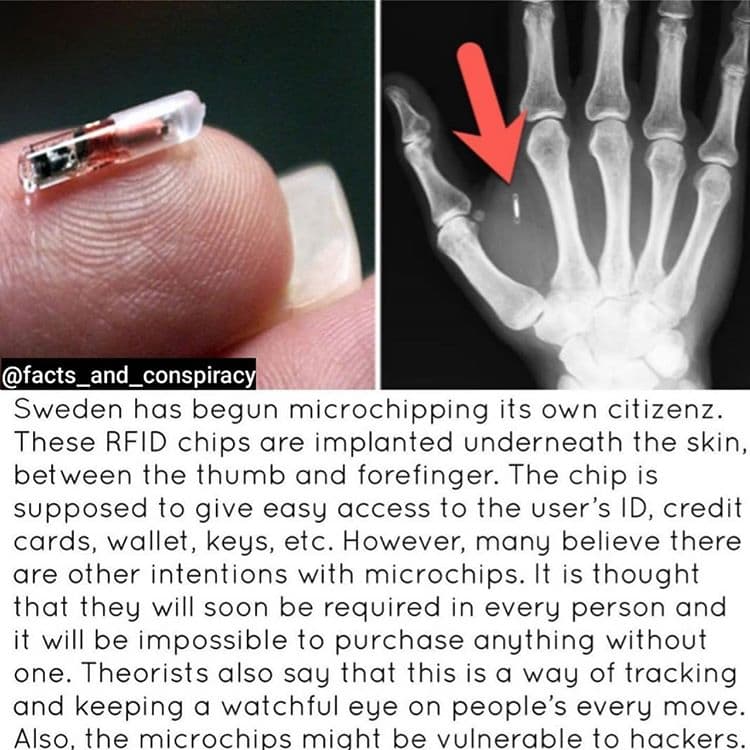 @facts_and_conspiracy
Sweden has begun microchipping its own citizenz.
These RFID chips are implanted underneath the skin,
between the thumb and forefinger. The chip is
supposed to give easy access to the user's ID, credit
cards, wallet, keys, etc. However, many believe there
are other intentions with microchips. It is thought
that they will soon be required in every person and
it will be impossible to purchase anything without
one. Theorists also say that this is a way of tracking
and keeping a watchful eye on people's every move.
Also, the microchips might be vulnerable to hackers.